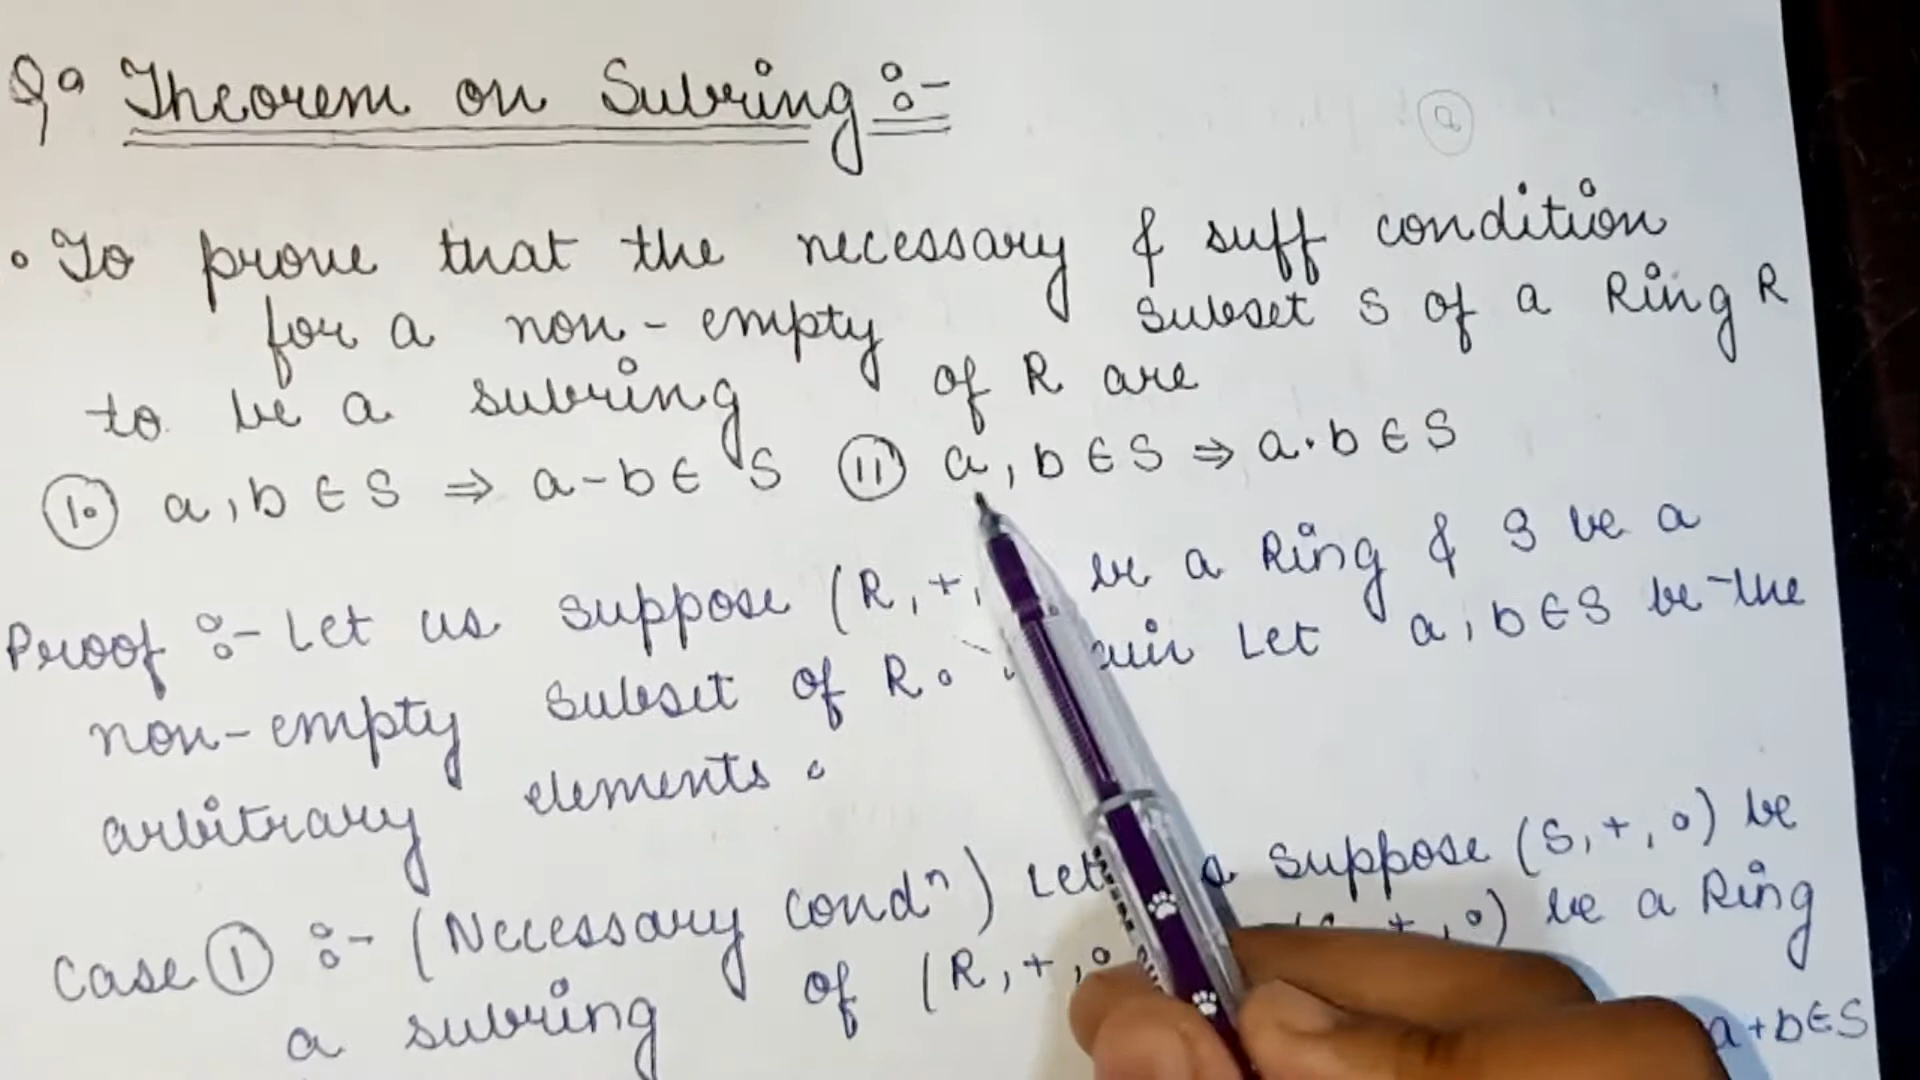 Q. Theorem on Subring :-
• To prove that the necessary & suff condition
for a non-empty subset S of a Ring R
to be a subring of R are
(1.) a, b ∈ S ⇒ a-b ∈ S (11) a, b ∈ S ⇒ a·b ∈ S
Proof :- Let us suppose (R, +, be a Ring & S be a
non-empty subset of R. Let a, b ∈ S be the
arbitrary elements.
Case (1) :- (Necessary condn) Let suppose (S, +, ∘) be
a subring of (R, +, ∘ +, ∘) be a Ring
a+b ∈ S